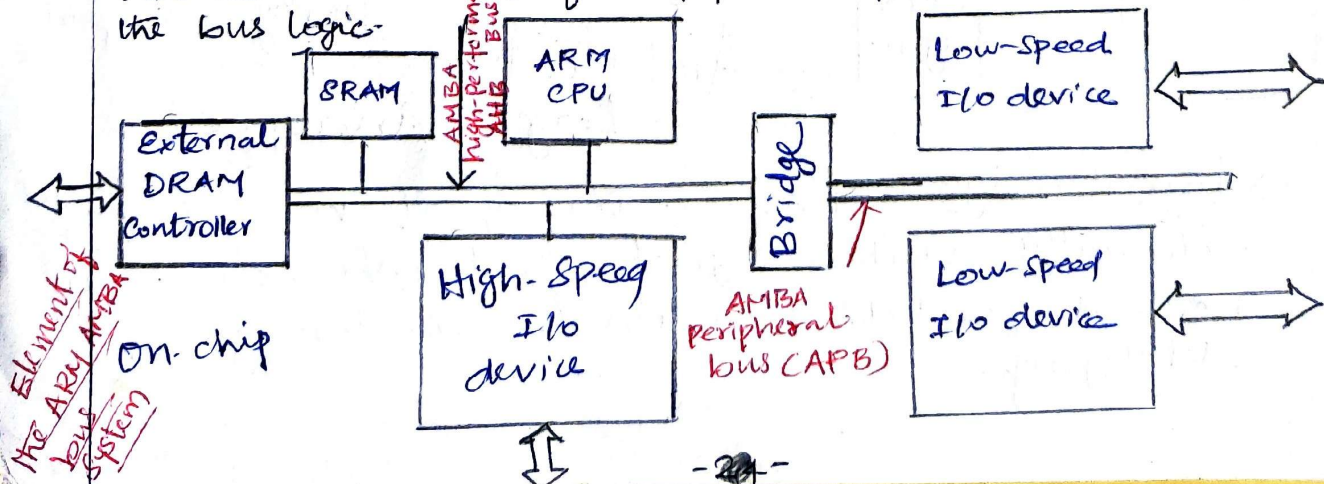 the bus logic.
SRAM
AMBA
high-performa
Bus
AHB
ARM
CPU
Low-Speed
I/o device
External
DRAM
Controller
Bridge
High-Speed
I/o
device
AMBA
peripheral
bus (APB)
Low-Speed
I/o device
On-chip
Element of
the ARM AMBA
bus
System